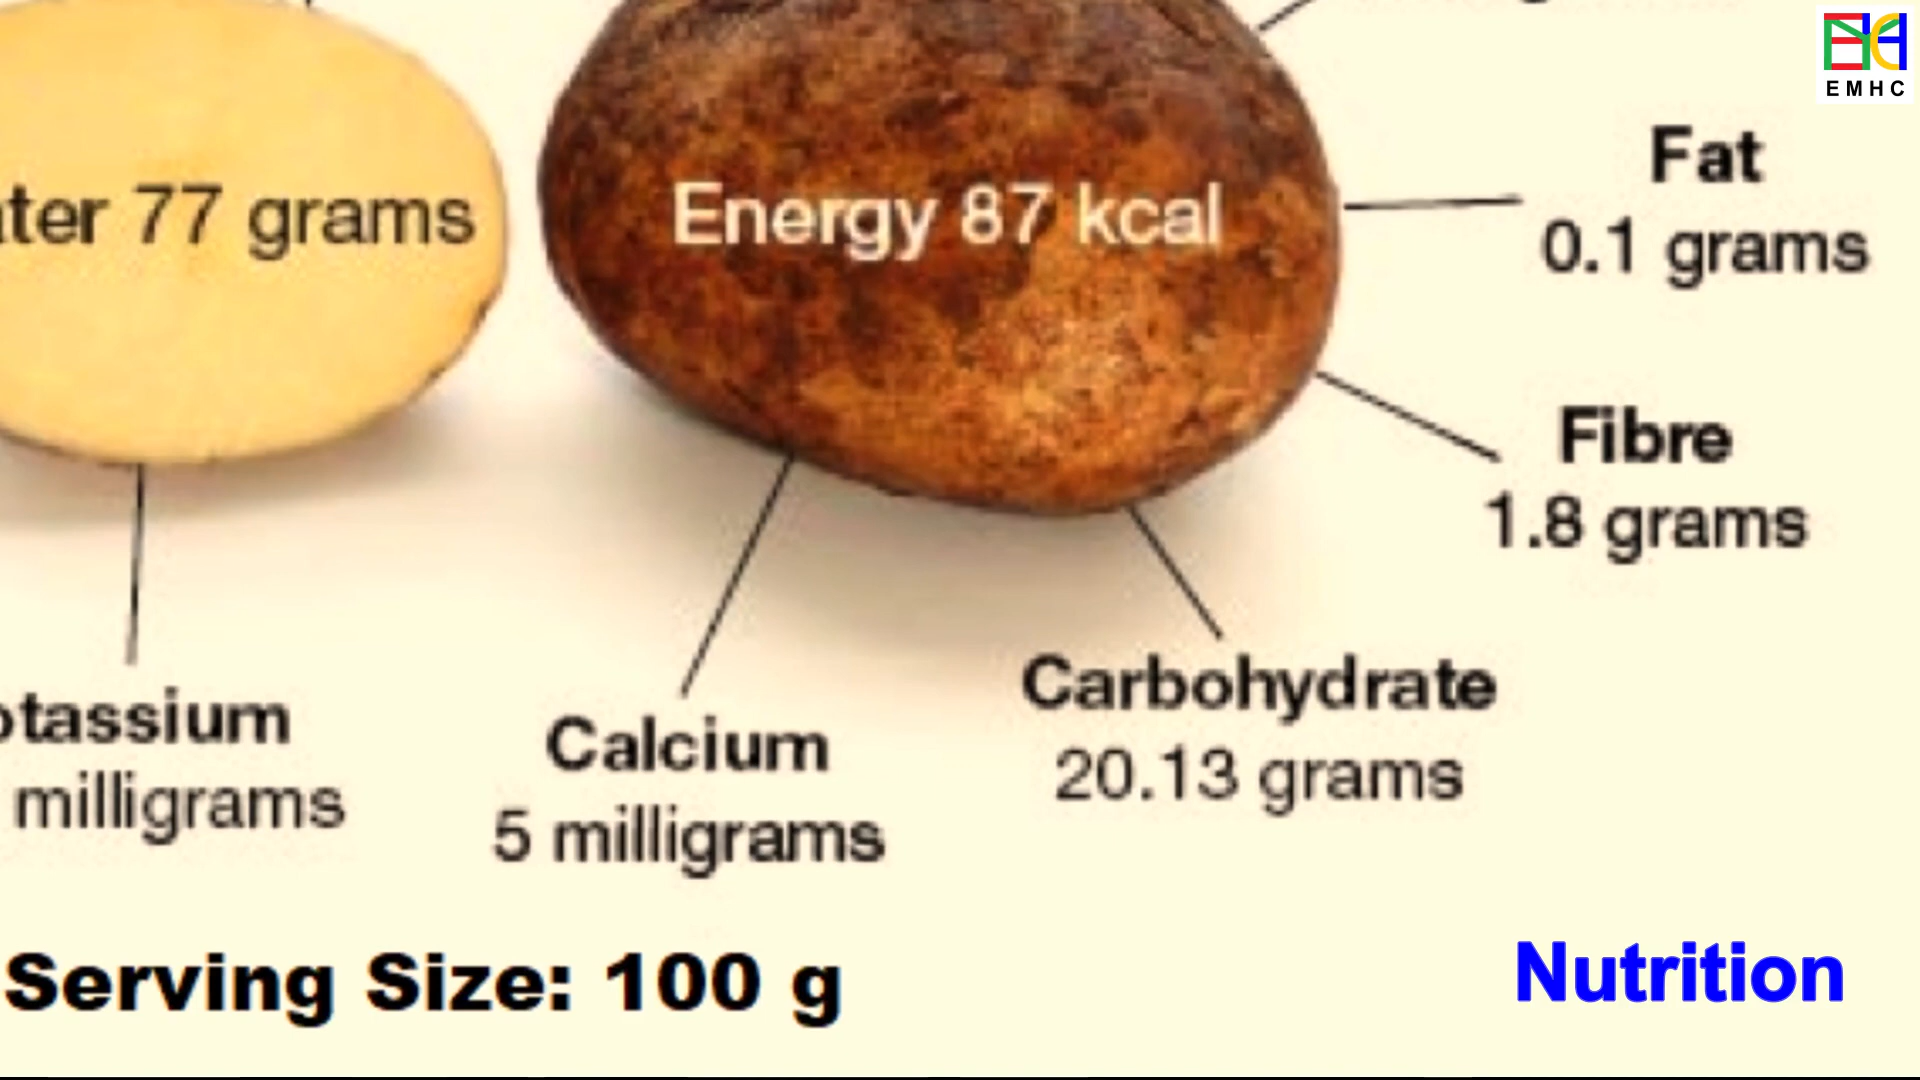 EMHC
Fat
0.1 grams
ater 77 grams
Energy 87 kcal
Fibre
1.8 grams
Carbohydrate
20.13 grams
otassium
milligrams
Calcium
5 milligrams
Serving Size: 100 g
Nutrition